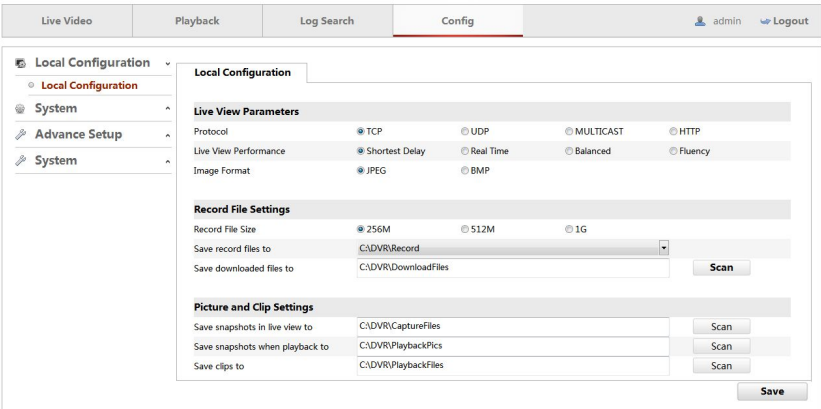 Live Video Playback Log Search Config admin Logout
Local Configuration
Local Configuration
System
Advance Setup
System
Local Configuration
Live View Parameters
Protocol TCP UDP MULTICAST HTTP
Live View Performance Shortest Delay Real Time Balanced Fluency
Image Format JPEG BMP
Record File Settings
Record File Size 256M 512M 1G
Save record files to C:\DVR\Record
Save downloaded files to C:\DVR\DownloadFiles Scan
Picture and Clip Settings
Save snapshots in live view to C:\DVR\CaptureFiles Scan
Save snapshots when playback to C:\DVR\PlaybackPics Scan
Save clips to C:\DVR\PlaybackFiles Scan
Save